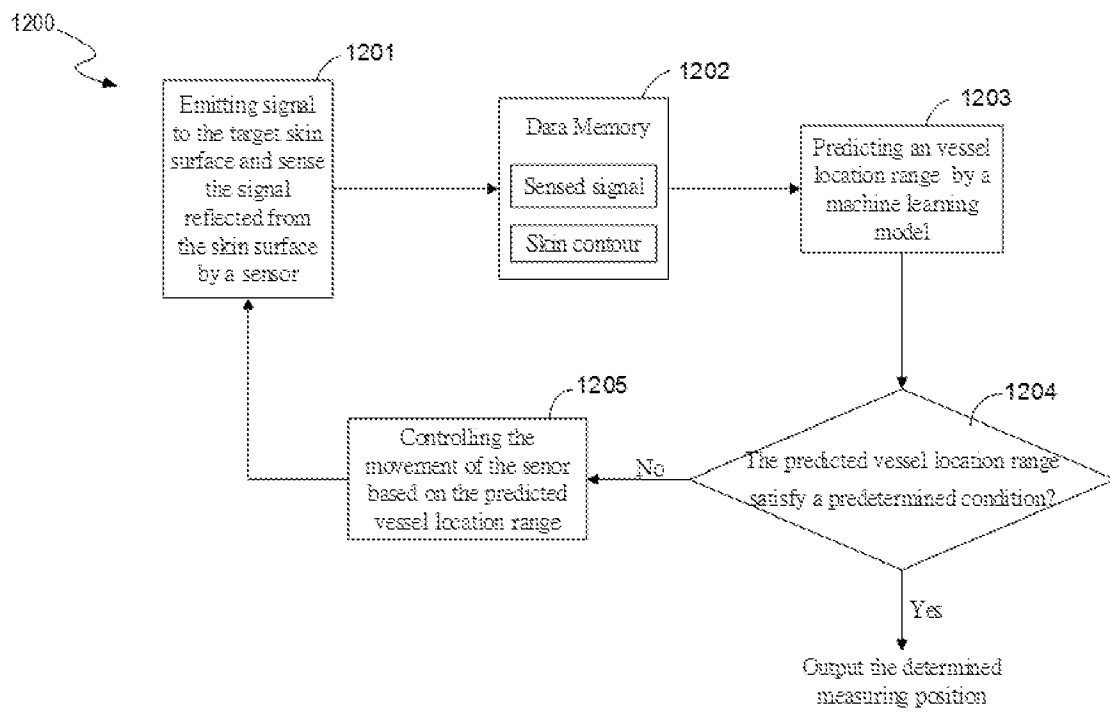 1200
1201
Emitting signal
to the target skin
surface and sense
the signal
reflected from
the skin surface
by a sensor
1202
Data Memory
Sensed signal
Skin contour
1203
Predicting an vessel
location range by a
machine learning
model
1204
The predicted vessel location range
satisfy a predetermined condition?
No
1205
Controlling the
movement of the senor
based on the predicted
vessel location range
Yes
Output the determined
measuring position